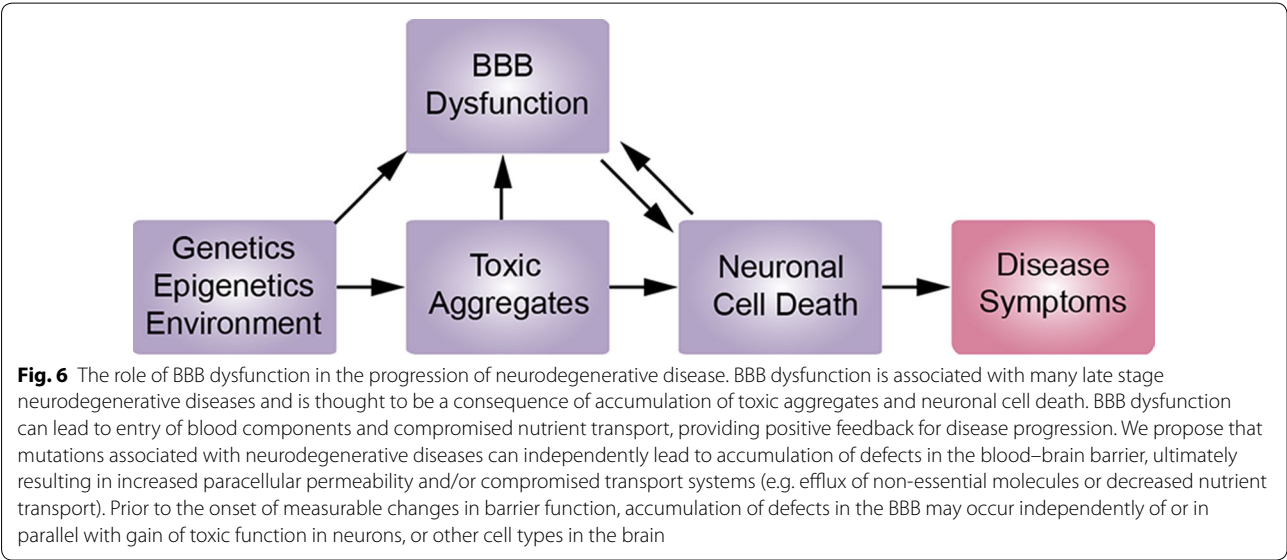 BBB
Dysfunction
Genetics
Epigenetics
Environment
Toxic
Aggregates
Neuronal
Cell Death
Disease
Symptoms
Fig. 6 The role of BBB dysfunction in the progression of neurodegenerative disease. BBB dysfunction is associated with many late stage
neurodegenerative diseases and is thought to be a consequence of accumulation of toxic aggregates and neuronal cell death. BBB dysfunction
can lead to entry of blood components and compromised nutrient transport, providing positive feedback for disease progression. We propose that
mutations associated with neurodegenerative diseases can independently lead to accumulation of defects in the blood–brain barrier, ultimately
resulting in increased paracellular permeability and/or compromised transport systems (e.g. efflux of non-essential molecules or decreased nutrient
transport). Prior to the onset of measurable changes in barrier function, accumulation of defects in the BBB may occur independently of or in
parallel with gain of toxic function in neurons, or other cell types in the brain